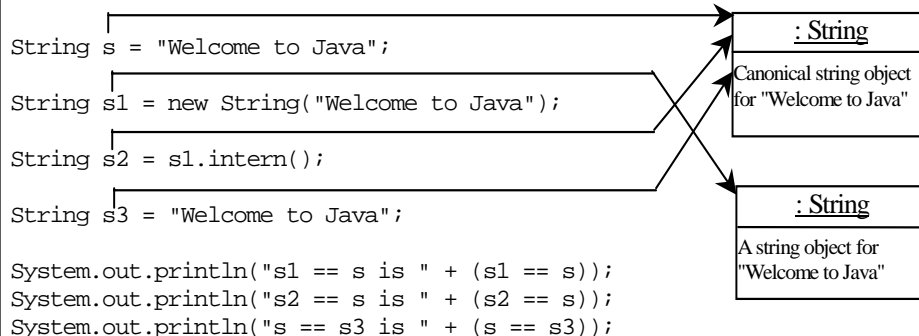 String s = "Welcome to Java";
String s1 = new String("Welcome to Java");
String s2 = s1.intern();
String s3 = "Welcome to Java";
System.out.println("s1 == s is " + (s1 == s));
System.out.println("s2 == s is " + (s2 == s));
System.out.println("s == s3 is " + (s == s3));
: String
Canonical string object
for "Welcome to Java"
: String
A string object for
"Welcome to Java"